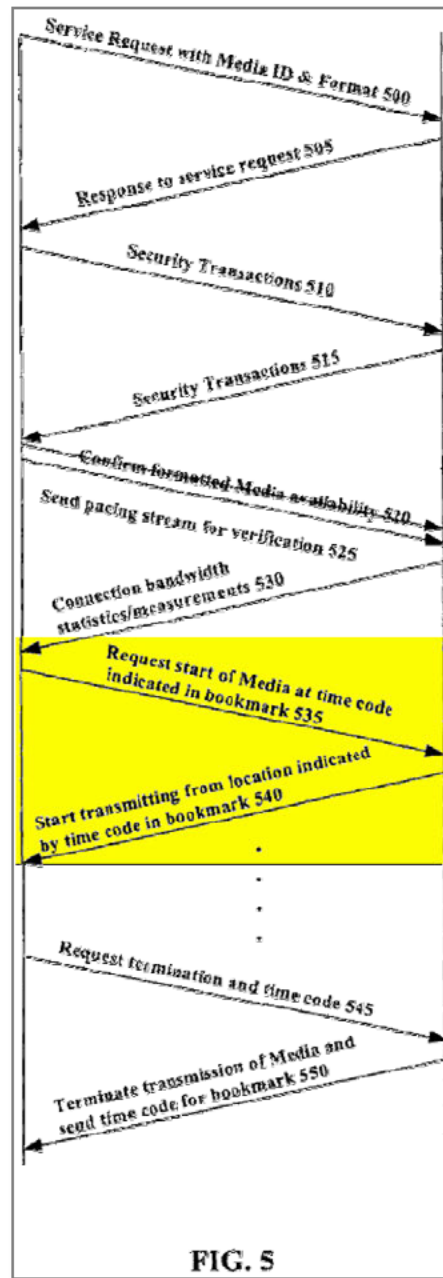 Service Request with Media ID & Format 500
Response to service request 505
Security Transactions 510
Security Transactions 515
Confirm formatted Media availability 520
Send pacing stream for verification 525
Connection bandwidth
statistics/measurements 530
Request start of Media at time code
indicated in bookmark 535
Start transmitting from location indicated
by time code in bookmark 540
Request termination and time code 545
Terminate transmission of Media and
send time code for bookmark 550
FIG. 5